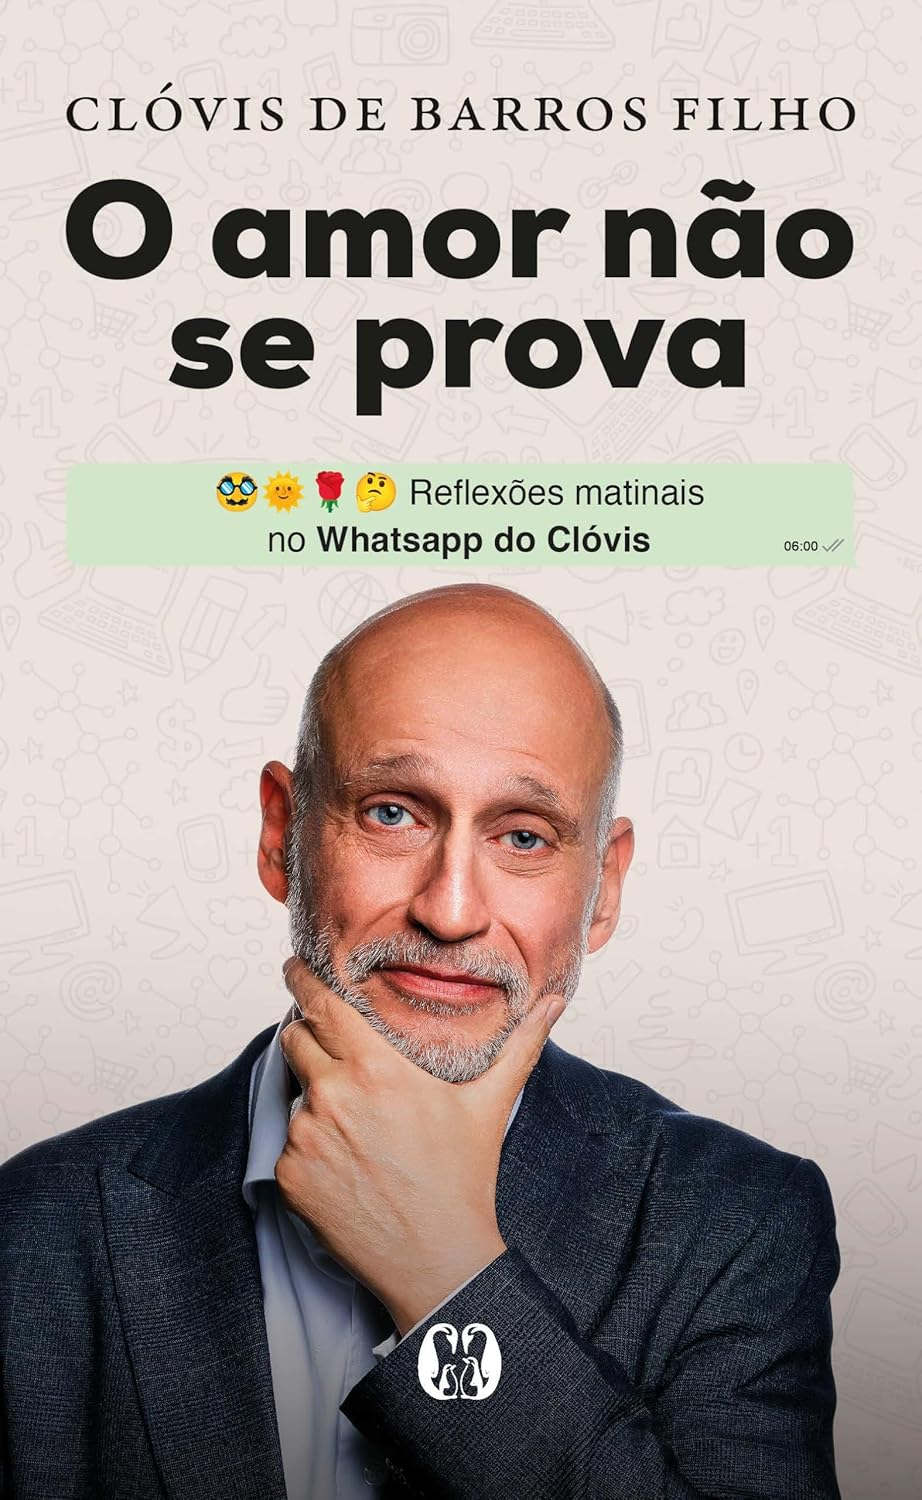 CLÓVIS DE BARROS FILHO
O amor não
se prova
🥸🌞🌹🤔 Reflexões matinais
no Whatsapp do Clóvis
06:00